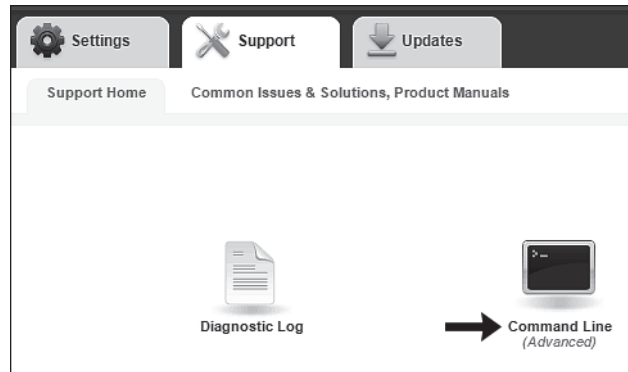 Settings
Support
Updates
Support Home
Common Issues & Solutions, Product Manuals
>_
Diagnostic Log
Command Line
(Advanced)